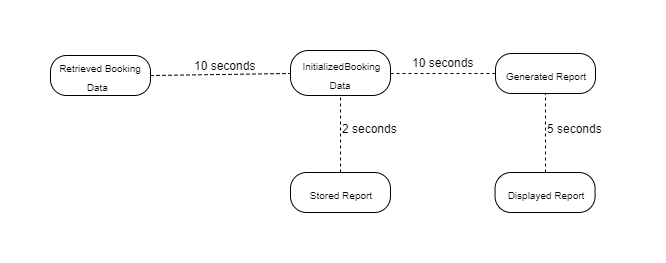 Retrieved Booking
Data
10 seconds
InitializedBooking
Data
10 seconds
Generated Report
2 seconds
5 seconds
Stored Report
Displayed Report